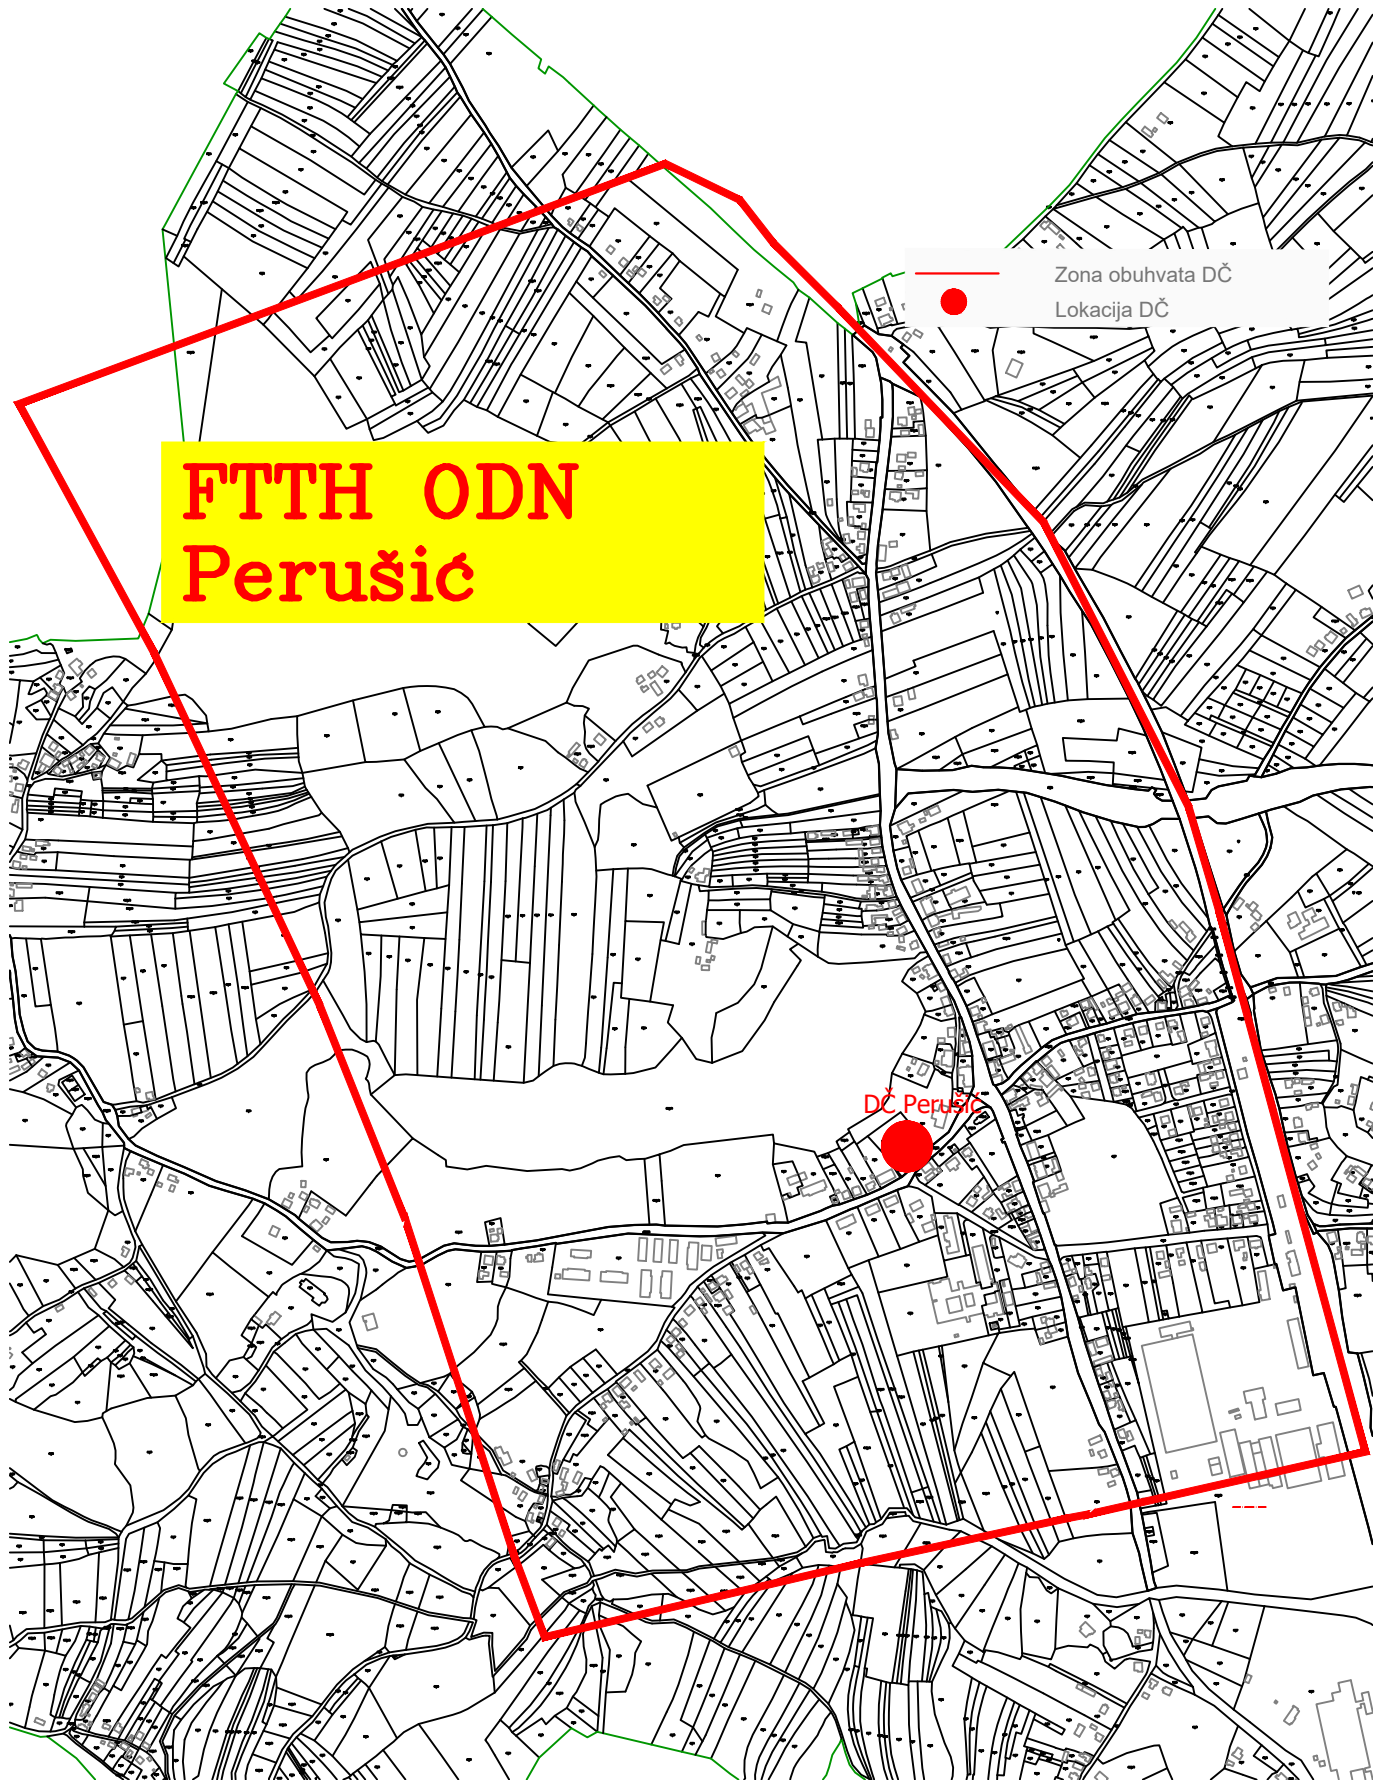 Zona obuhvata DČ
Lokacija DČ
FTTH ODN
Perušić
DČ Perušić